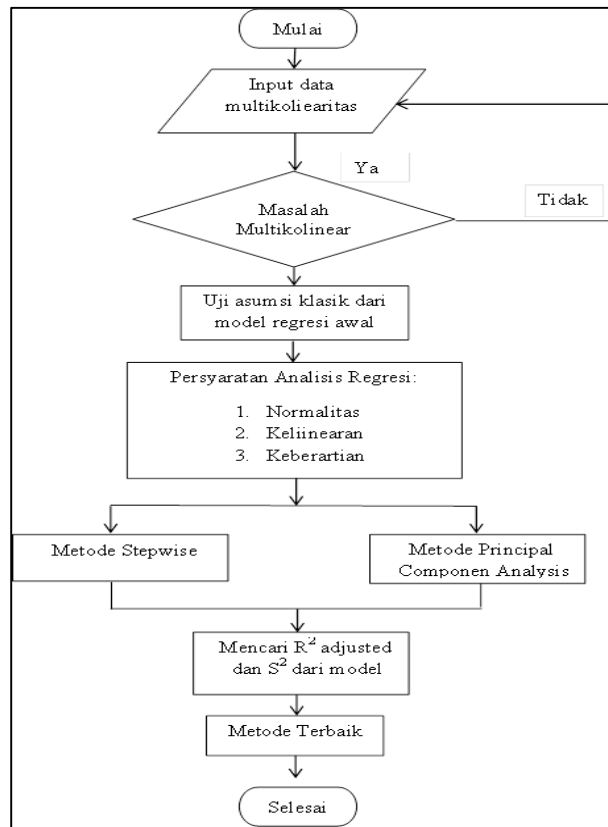 Mulai
Input data
multikoliearitas
Ya
Masalah
Multikolinear
Tidak
Uji asumsi klasik dari
model regresi awal
Persyaratan Analisis Regresi:
1. Normalitas
2. Keliinearan
3. Keberartian
Metode Stepwise
Metode Principal
Componen Analysis
Mencari R² adjusted
dan S² dari model
Metode Terbaik
Selesai